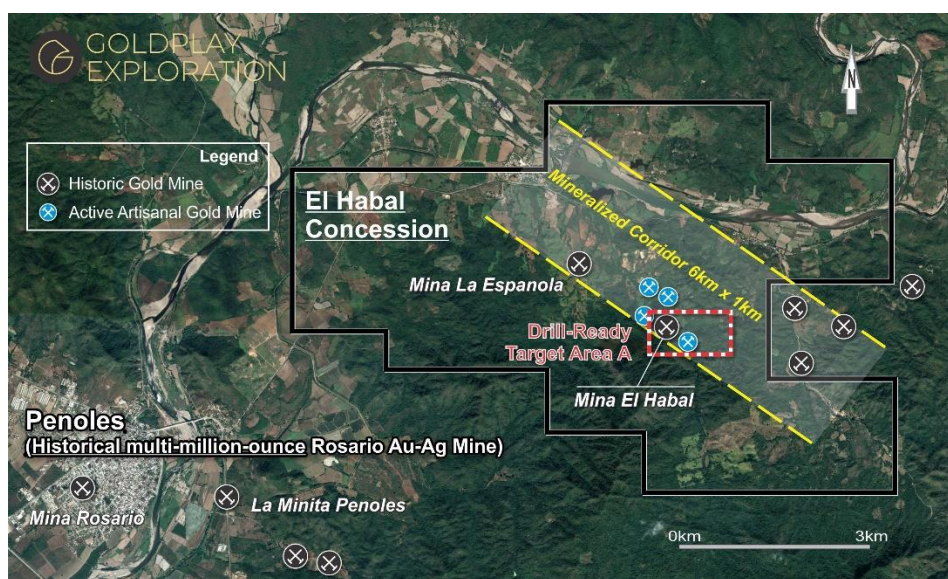 GOLDPLAY
EXPLORATION
N
Legend
Historic Gold Mine
Active Artisanal Gold Mine
El Habal
Concession
Mineralized Corridor 6km x 1km
Mina La Espanola
Drill-Ready
Target Area A
Mina El Habal
Penoles
(Historical multi-million-ounce Rosario Au-Ag Mine)
Mina Rosario
La Minita Penoles
0km 3km